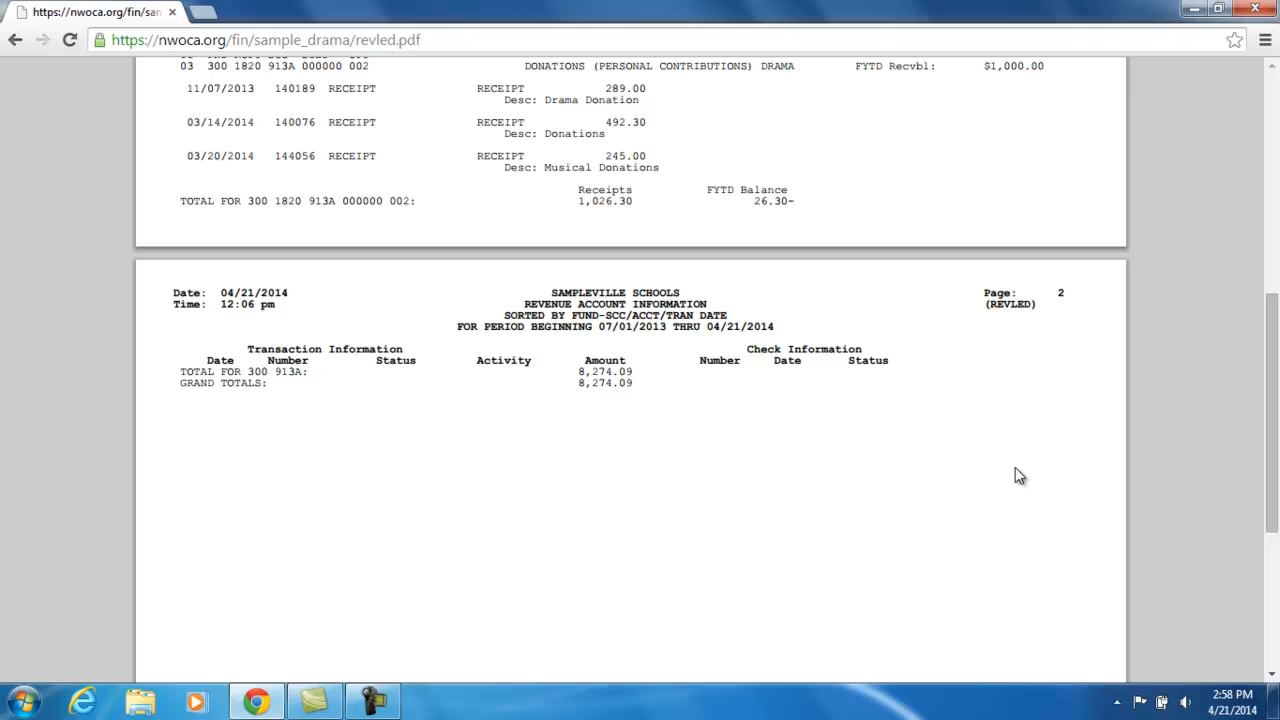 https://nwoca.org/fin/san
https://nwoca.org/fin/sample_drama/revled.pdf
03 300 1820 913A 000000 002 DONATIONS (PERSONAL CONTRIBUTIONS) DRAMA FYTD Recvbl: $1,000.00
11/07/2013 140189 RECEIPT RECEIPT 289.00
Desc: Drama Donation
03/14/2014 140076 RECEIPT RECEIPT 492.30
Desc: Donations
03/20/2014 144056 RECEIPT RECEIPT 245.00
Desc: Musical Donations
Receipts FYTD Balance
TOTAL FOR 300 1820 913A 000000 002: 1,026.30 26.30-
Date: 04/21/2014 SAMPLEVILLE SCHOOLS Page: 2
Time: 12:06 pm REVENUE ACCOUNT INFORMATION (REVLED)
SORTED BY FUND-SCC/ACCT/TRAN DATE
FOR PERIOD BEGINNING 07/01/2013 THRU 04/21/2014
Transaction Information Check Information
Date Number Status Activity Amount Number Date Status
TOTAL FOR 300 913A: 8,274.09
GRAND TOTALS: 8,274.09
2:58 PM
4/21/2014